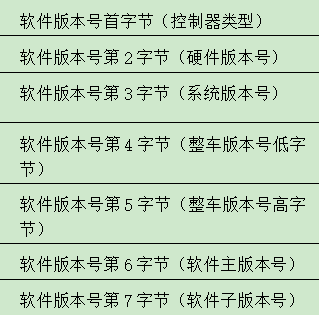 软件版本号首字节（控制器类型）
软件版本号第2字节（硬件版本号）
软件版本号第3字节（系统版本号）
软件版本号第4字节（整车版本号低字
节）
软件版本号第5字节（整车版本号高字
节）
软件版本号第6字节（软件主版本号）
软件版本号第7字节（软件子版本号）